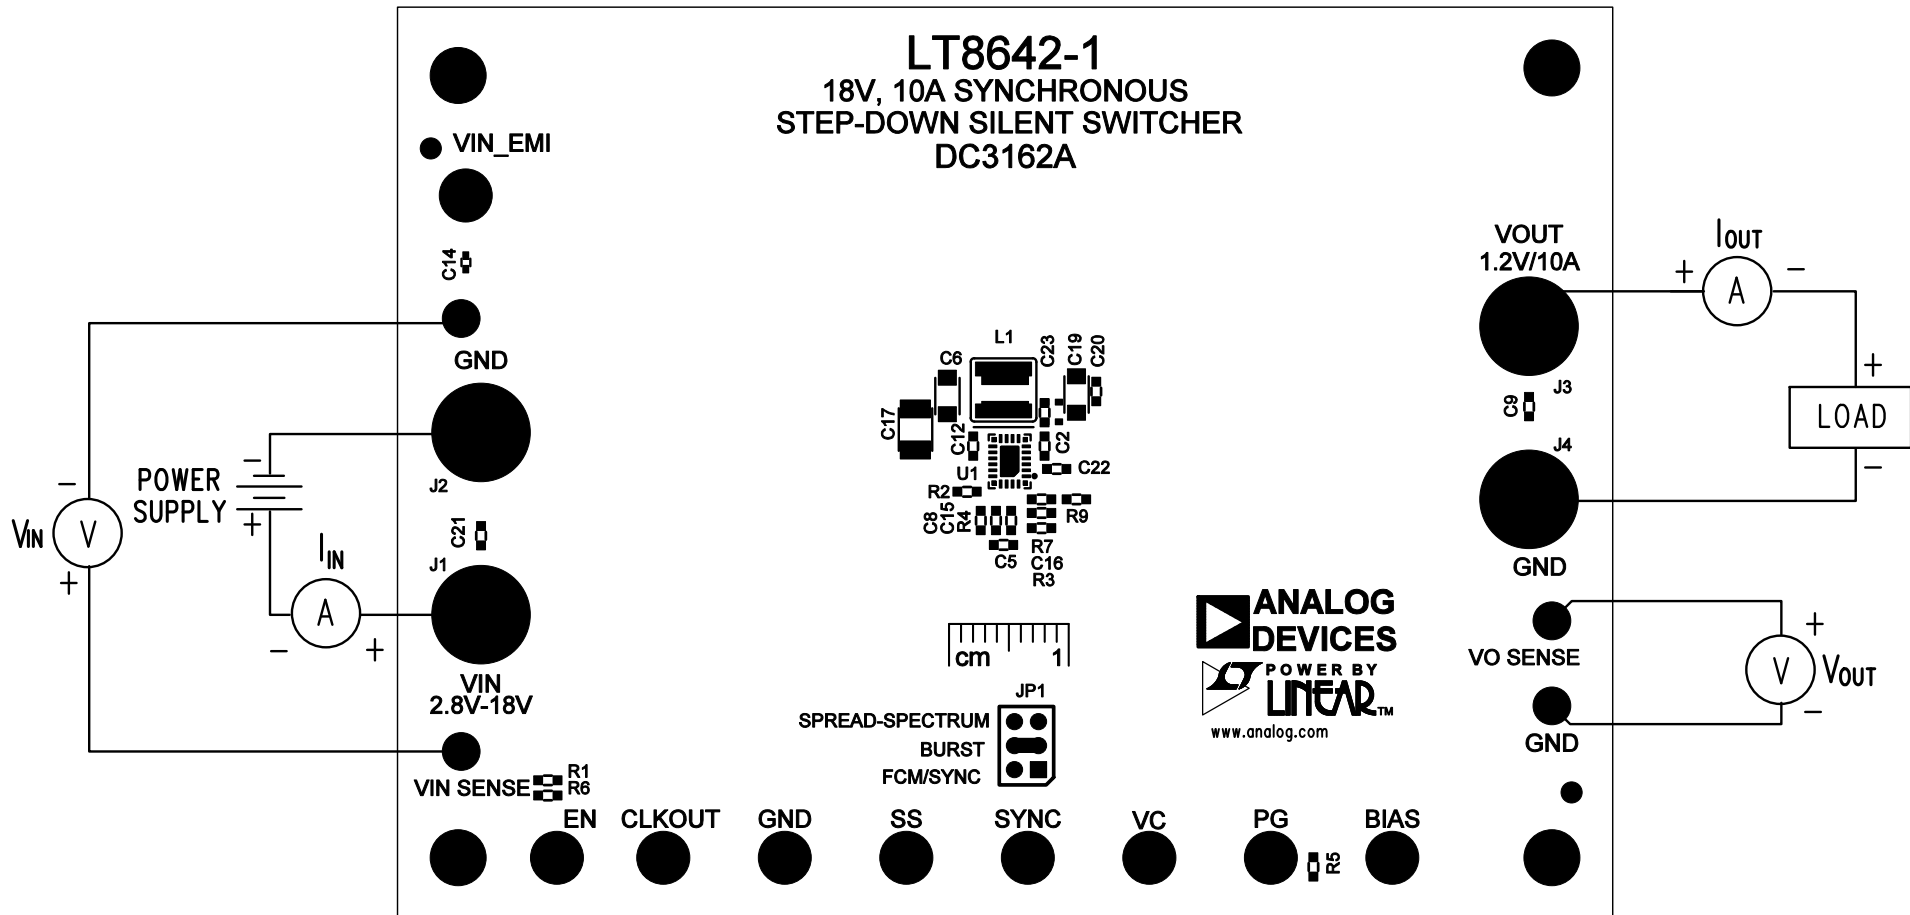 LT8642-1
18V, 10A SYNCHRONOUS
STEP-DOWN SILENT SWITCHER
DC3162A
VIN_EMI
C14
GND
J2
C21
J1
VIN
2.8V-18V
VIN SENSE
R1
R6
POWER
SUPPLY
-
+
VIN
V
-
+
IIN
A
-
+
L1
C6
C23
C19
C20
C17
C12
C2
U1
C22
R2
C8
C15
R4
R9
C5
R7
C16
R3
cm 1
JP1
SPREAD-SPECTRUM
BURST
FCM/SYNC
ANALOG
DEVICES
POWER BY
LINEAR™
www.analog.com
VOUT
1.2V/10A
J3
C9
J4
GND
VO SENSE
GND
IOUT
+ A -
+
LOAD
-
+
V VOUT
-
EN CLKOUT GND SS SYNC VC PG BIAS
R5